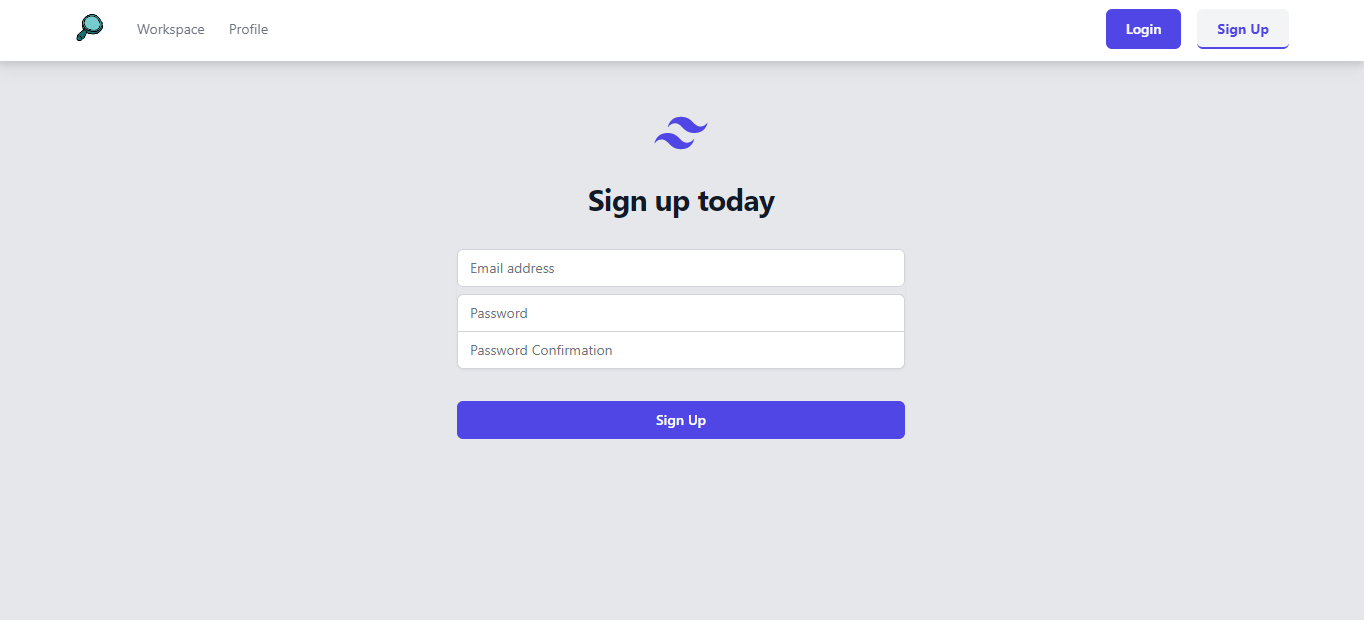 Workspace Profile Login Sign Up
Sign up today
Email address
Password
Password Confirmation
Sign Up